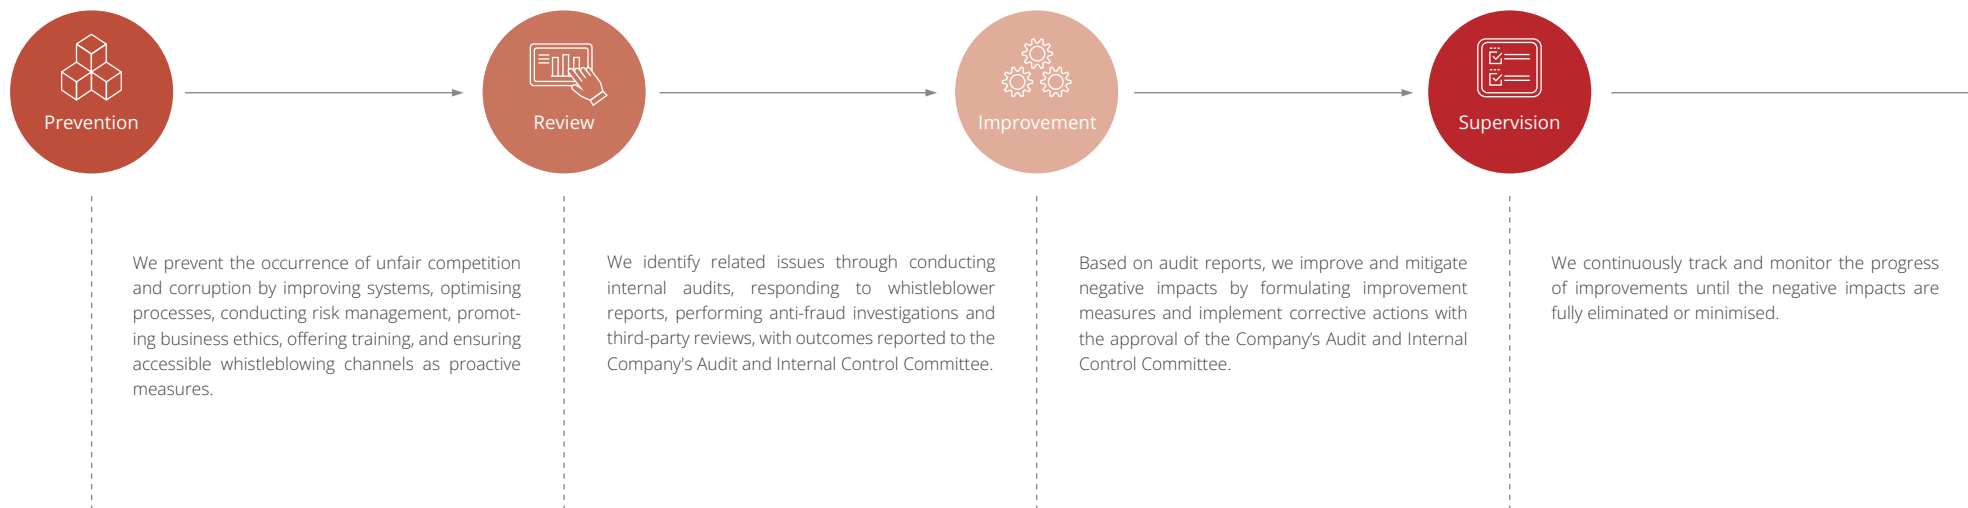 Prevention
We prevent the occurrence of unfair competition
and corruption by improving systems, optimising
processes, conducting risk management, promot-
ing business ethics, offering training, and ensuring
accessible whistleblowing channels as proactive
measures.
Review
We identify related issues through conducting
internal audits, responding to whistleblower
reports, performing anti-fraud investigations and
third-party reviews, with outcomes reported to the
Company's Audit and Internal Control Committee.
Improvement
Based on audit reports, we improve and mitigate
negative impacts by formulating improvement
measures and implement corrective actions with
the approval of the Company’s Audit and Internal
Control Committee.
Supervision
We continuously track and monitor the progress
of improvements until the negative impacts are
fully eliminated or minimised.